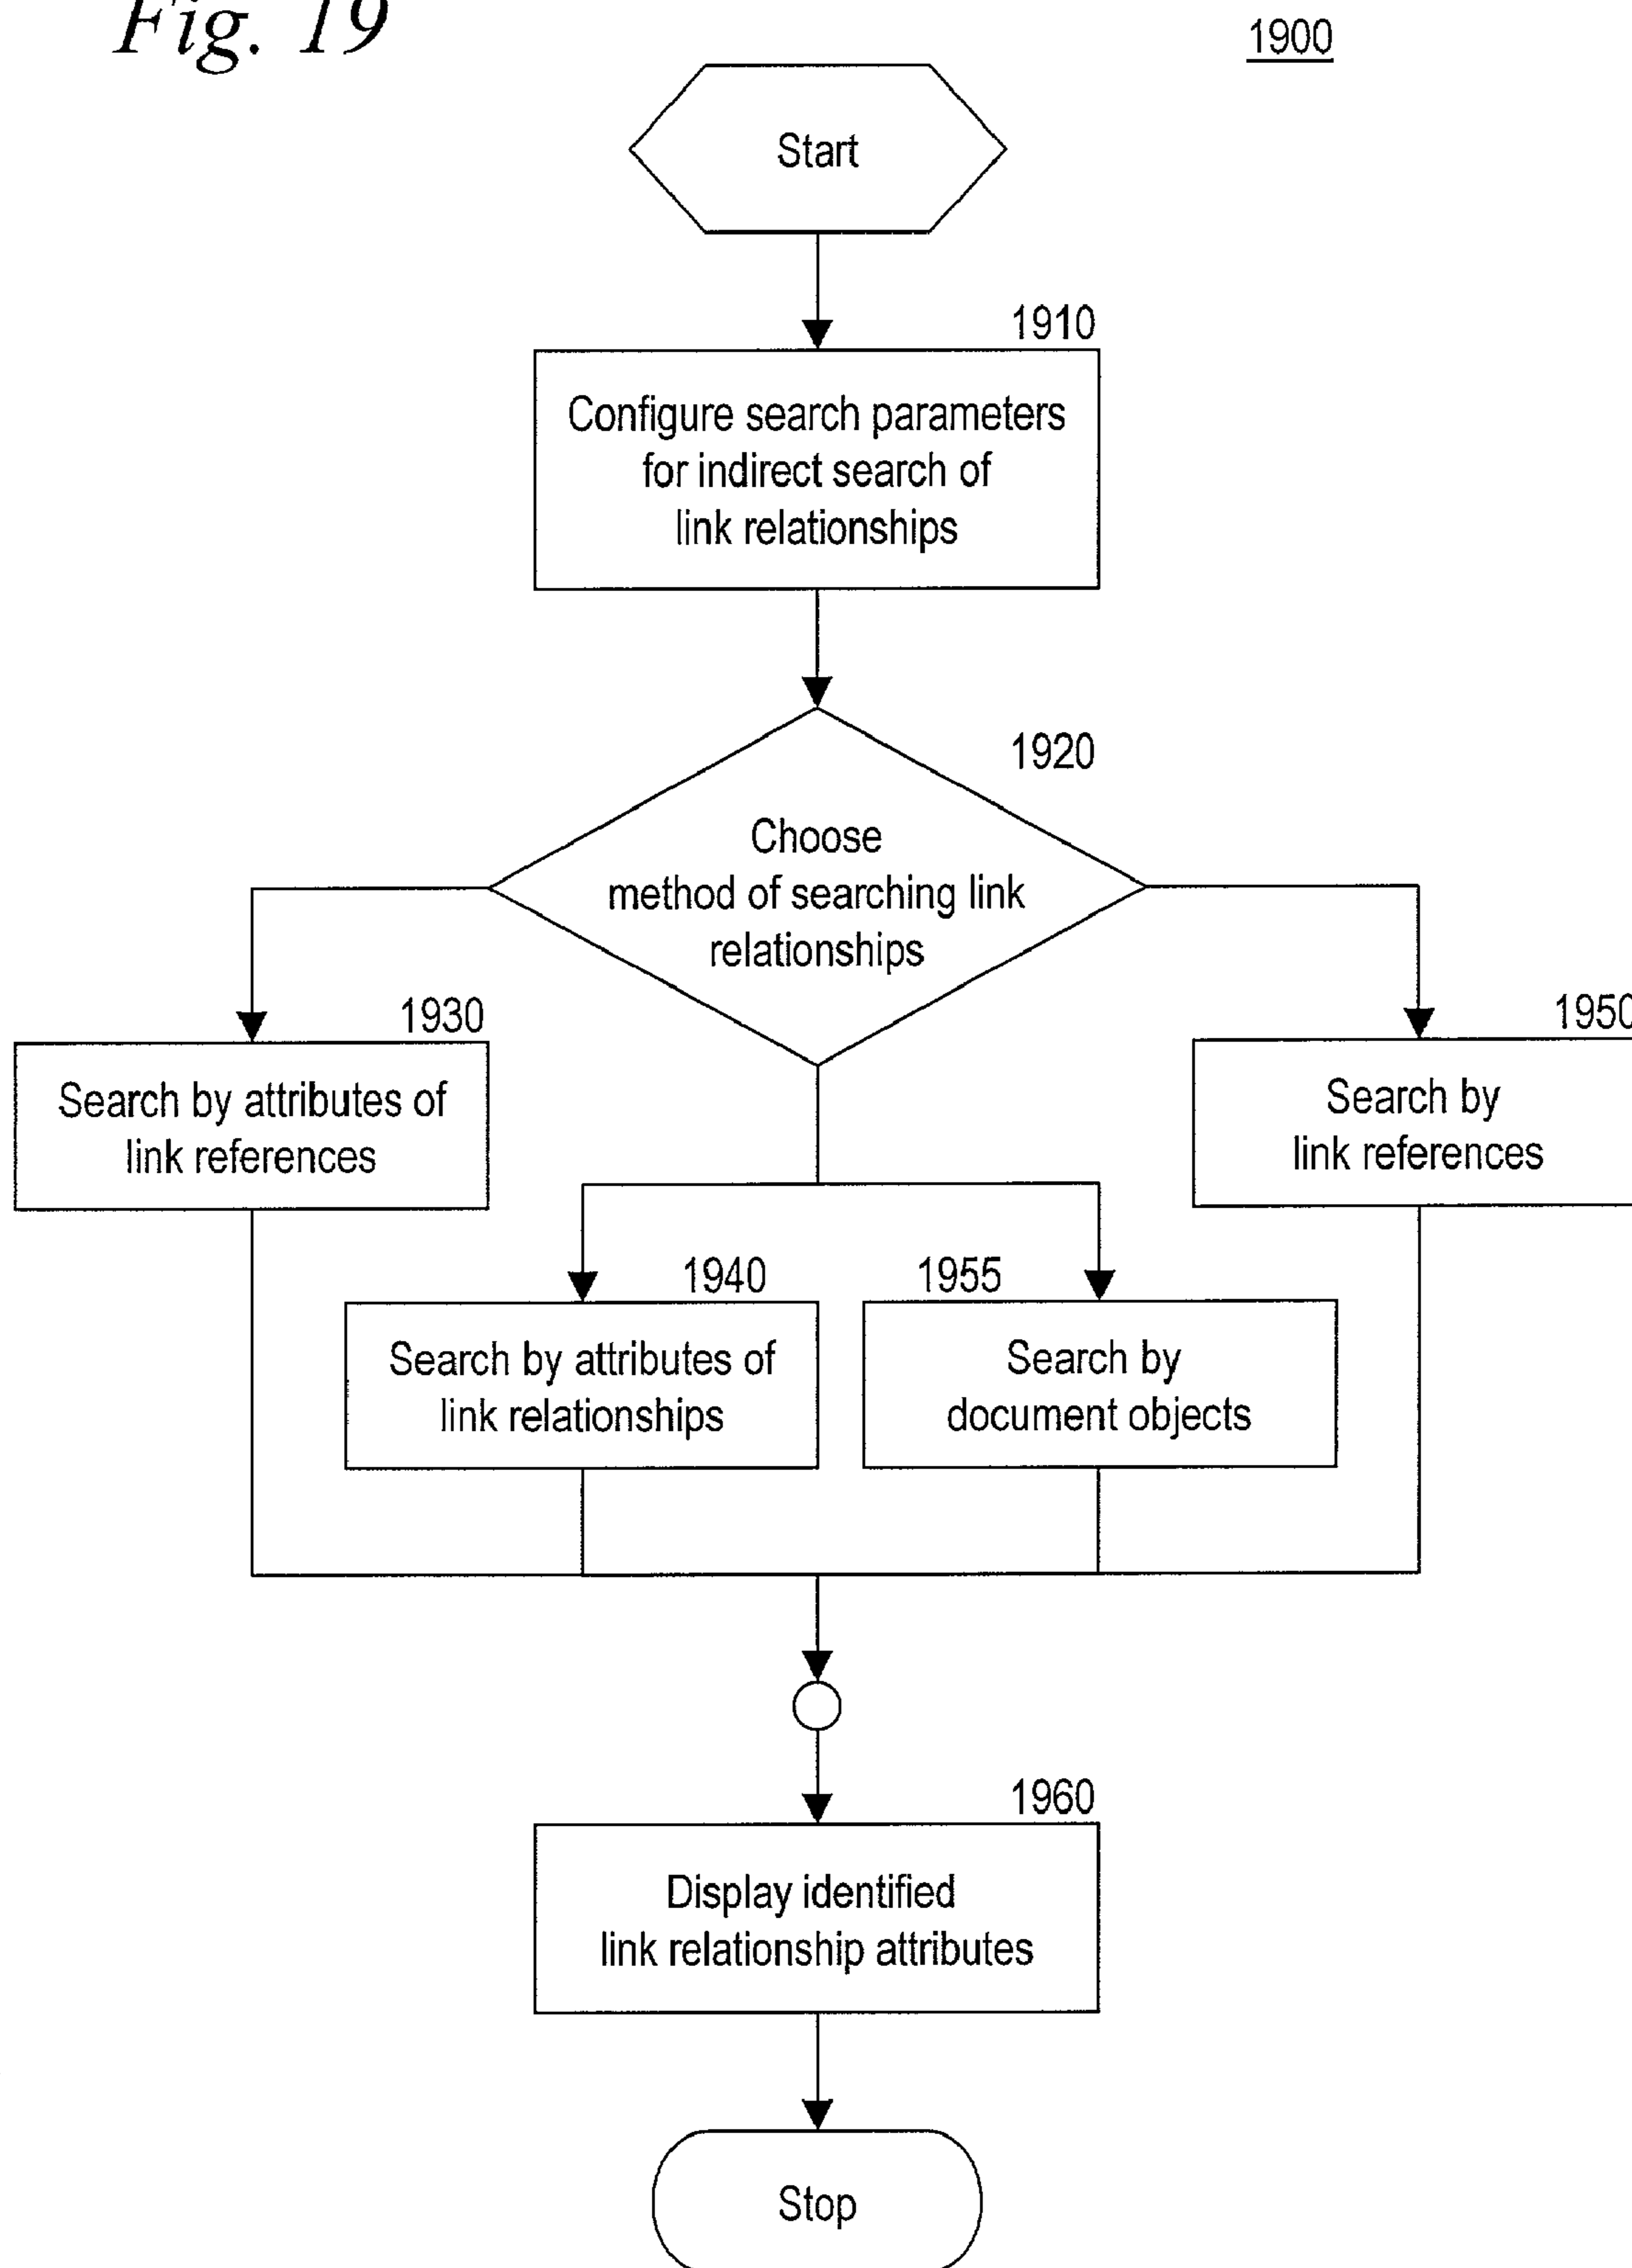 Fig. 19
1900
Start
1910
Configure search parameters
for indirect search of
link relationships
1920
Choose
method of searching link
relationships
1930
Search by attributes of
link references
1950
Search by
link references
1940
Search by attributes of
link relationships
1955
Search by
document objects
1960
Display identified
link relationship attributes
Stop